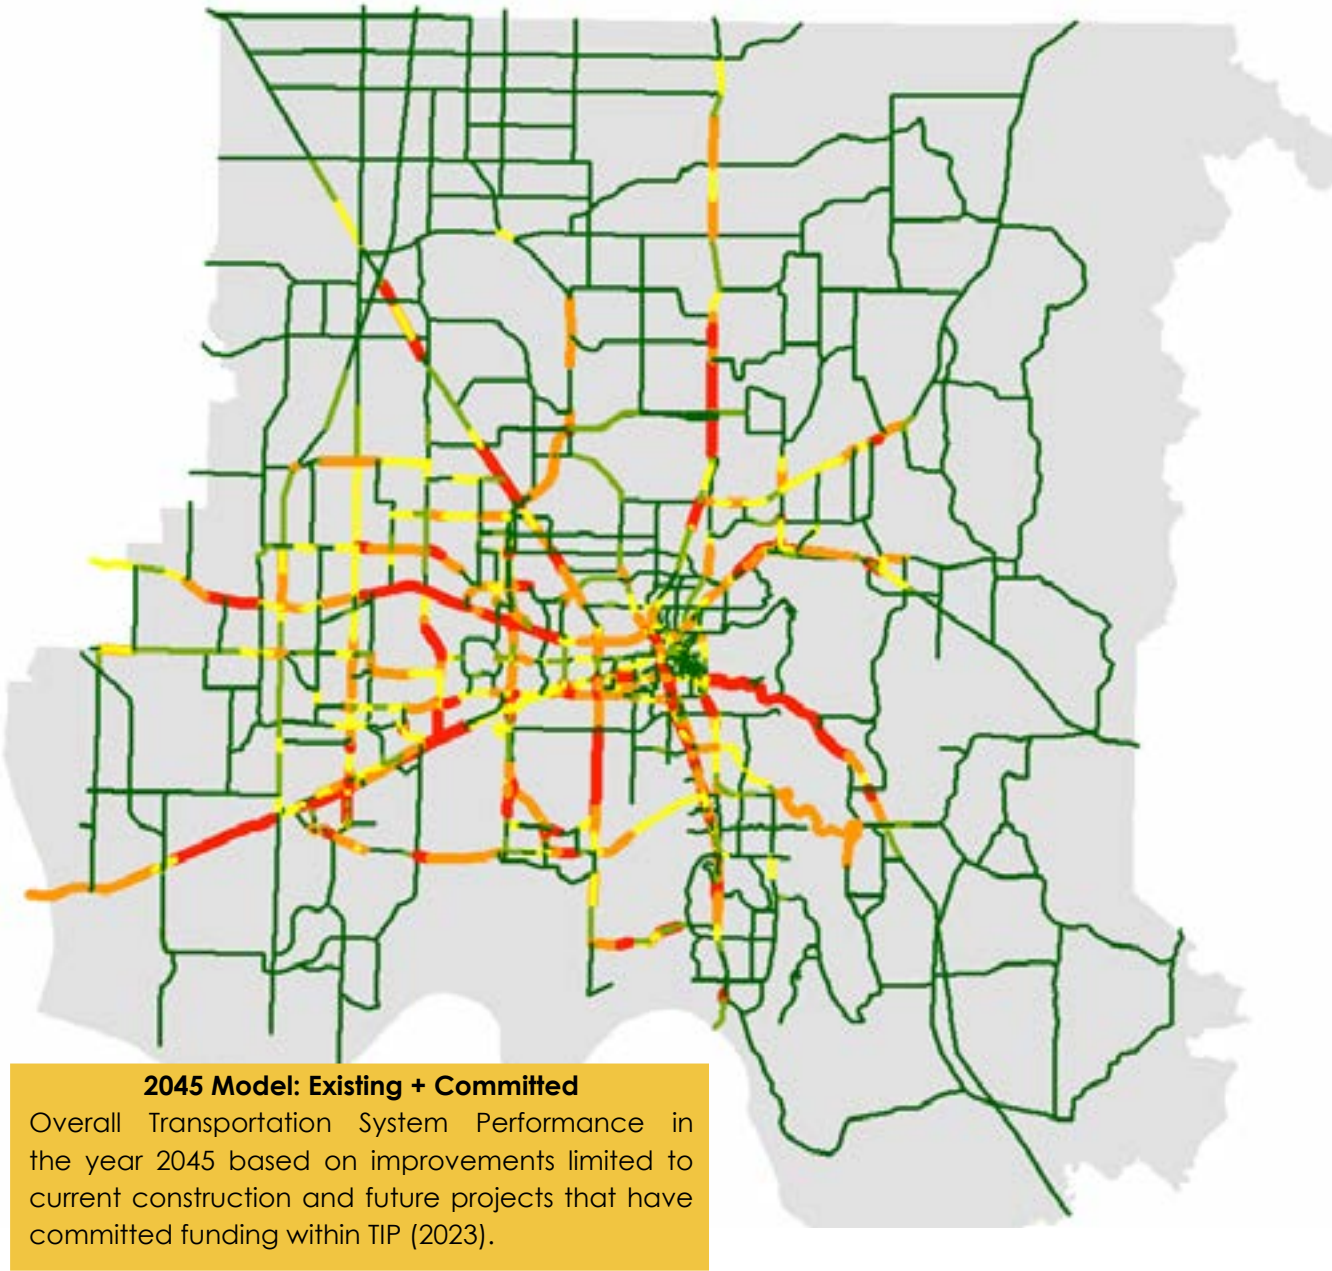 2045 Model: Existing + Committed
Overall Transportation System Performance in
the year 2045 based on improvements limited to
current construction and future projects that have
committed funding within TIP (2023).